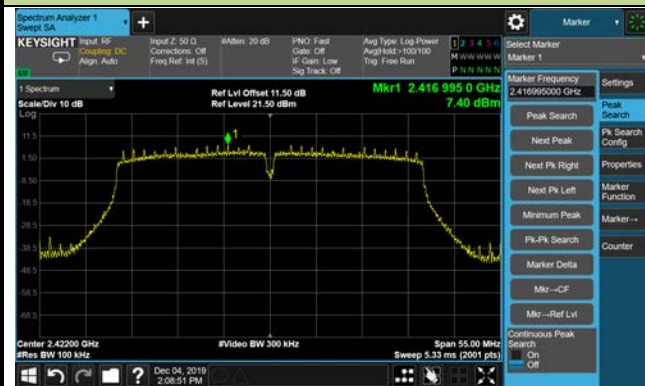 Spectrum Analyzer 1
Swept SA
Marker
KEYSIGHT
Input: RF
Coupling: DC
Align: Auto
Input Z: 50 Ω
Corrections: Off
Freq Ref: Int (S)
#Atten: 20 dB
PNO: Fast
Gate: Off
IF Gain: Low
Sig Track: Off
Avg Type: Log-Power
Avg|Hold:>100/100
Trig: Free Run
1 2 3 4 5 6
M W W W W W
P N N N N N
Select Marker
Marker 1
1 Spectrum
Scale/Div 10 dB
Log
Ref Lvl Offset 11.50 dB
Ref Level 21.50 dBm
Mkr1 2.416 995 0 GHz
7.40 dBm
1
11.5
1.50
-8.50
-18.5
-28.5
-38.5
-48.5
-58.5
-68.5
Center 2.42200 GHz
#Res BW 100 kHz
#Video BW 300 kHz
Span 55.00 MHz
Sweep 5.33 ms (2001 pts)
Marker Frequency
2.416995000 GHz
Peak Search
Next Peak
Next Pk Right
Next Pk Left
Minimum Peak
Pk-Pk Search
Marker Delta
Mkr→CF
Mkr→Ref Lvl
Continuous Peak
Search
On
Off
Settings
Peak
Search
Pk Search
Config
Properties
Marker
Function
Marker→
Counter
Dec 04, 2019
2:08:51 PM